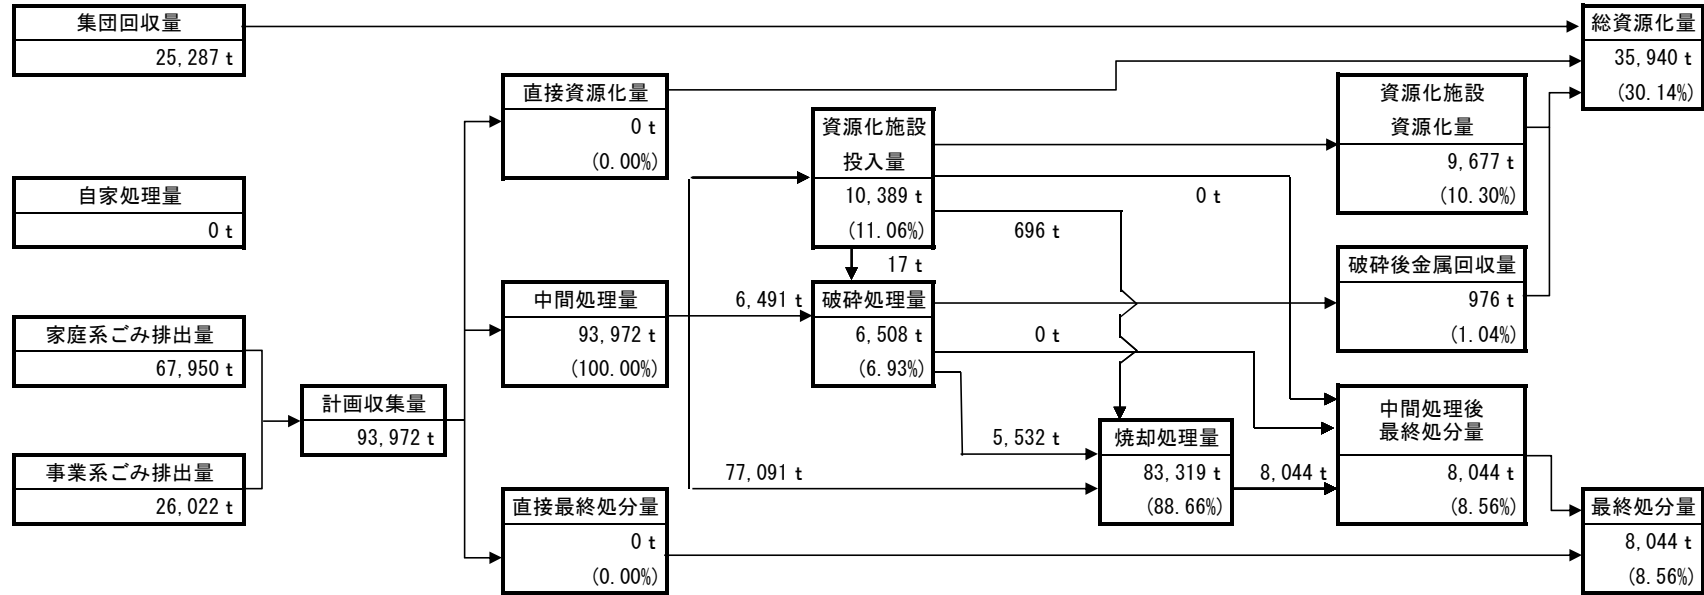 集団回収量
25,287 t
自家処理量
0 t
家庭系ごみ排出量
67,950 t
事業系ごみ排出量
26,022 t
計画収集量
93,972 t
直接資源化量
0 t
(0.00%)
中間処理量
93,972 t
(100.00%)
直接最終処分量
0 t
(0.00%)
6,491 t
77,091 t
資源化施設
投入量
10,389 t
(11.06%)
17 t
破砕処理量
6,508 t
(6.93%)
0 t
696 t
0 t
5,532 t
焼却処理量
83,319 t
(88.66%)
8,044 t
資源化施設
資源化量
9,677 t
(10.30%)
破砕後金属回収量
976 t
(1.04%)
中間処理後
最終処分量
8,044 t
(8.56%)
総資源化量
35,940 t
(30.14%)
最終処分量
8,044 t
(8.56%)